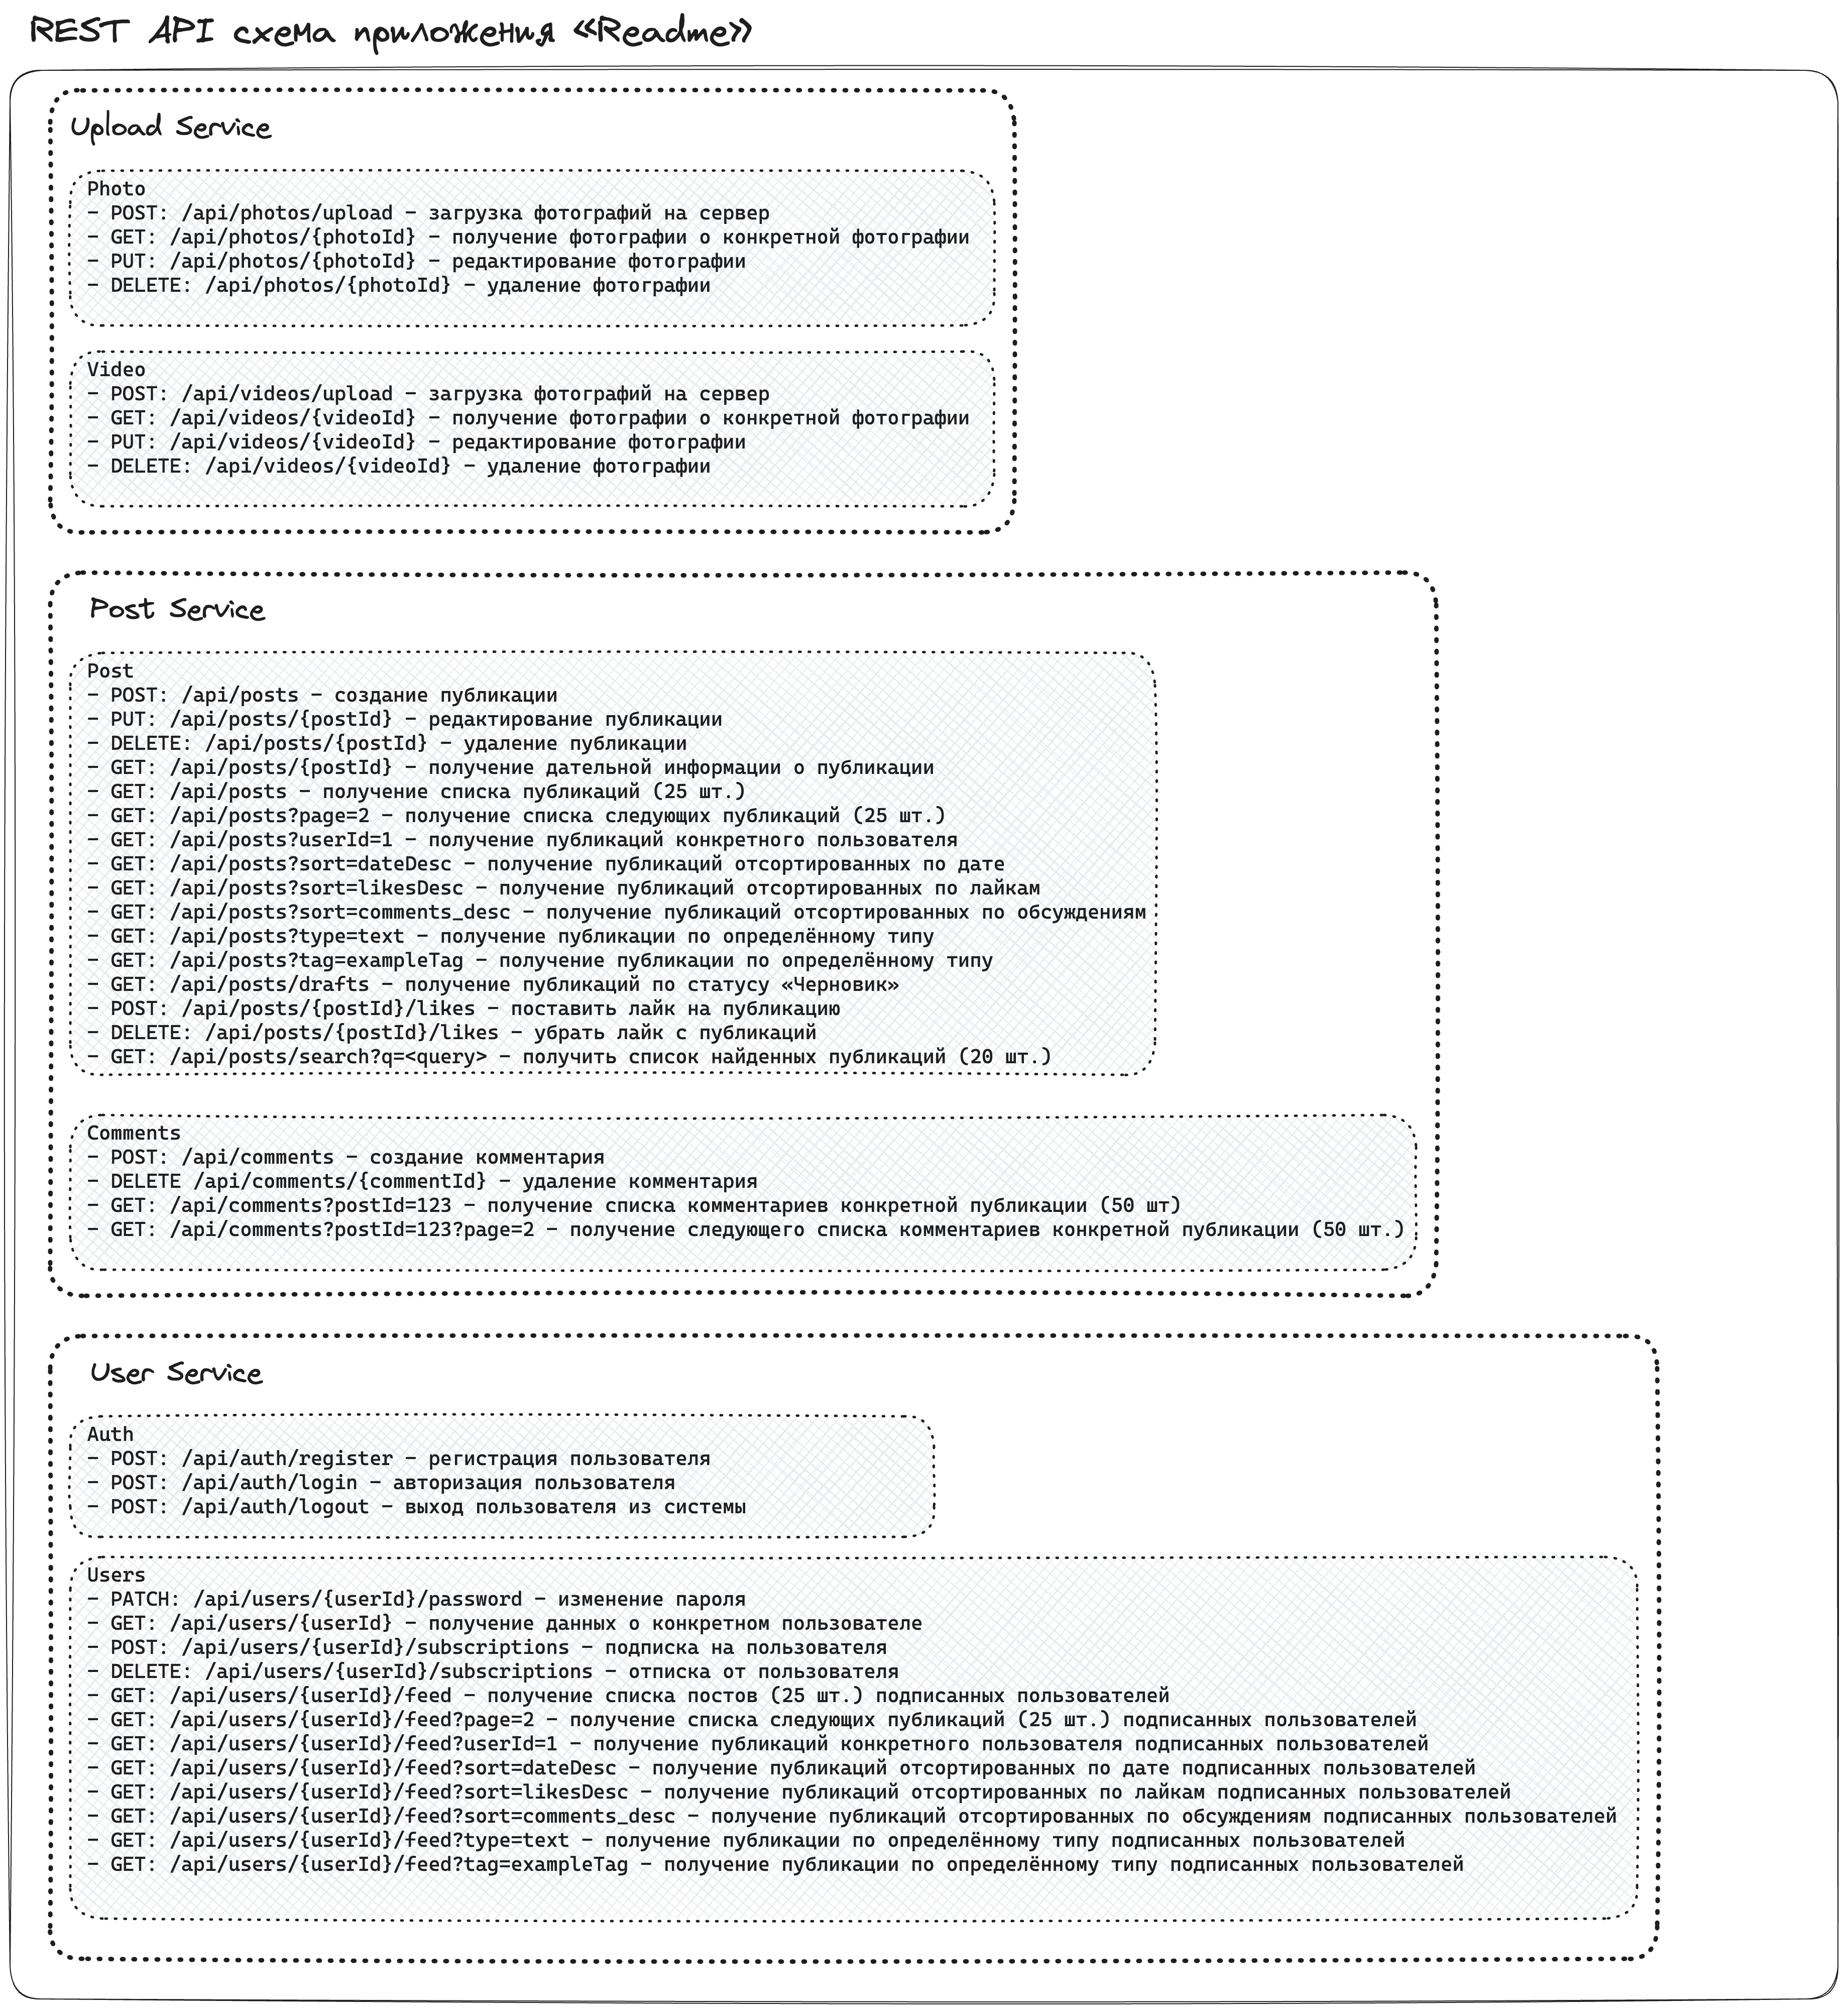 REST API схема приложения «Readme»
Upload Service
Photo
- POST: /api/photos/upload - загрузка фотографий на сервер
- GET: /api/photos/{photoId} - получение фотографии о конкретной фотографии
- PUT: /api/photos/{photoId} - редактирование фотографии
- DELETE: /api/photos/{photoId} - удаление фотографии
Video
- POST: /api/videos/upload - загрузка фотографий на сервер
- GET: /api/videos/{videoId} - получение фотографии о конкретной фотографии
- PUT: /api/videos/{videoId} - редактирование фотографии
- DELETE: /api/videos/{videoId} - удаление фотографии
Post Service
Post
- POST: /api/posts - создание публикации
- PUT: /api/posts/{postId} - редактирование публикации
- DELETE: /api/posts/{postId} - удаление публикации
- GET: /api/posts/{postId} - получение дательной информации о публикации
- GET: /api/posts - получение списка публикаций (25 шт.)
- GET: /api/posts?page=2 - получение списка следующих публикаций (25 шт.)
- GET: /api/posts?userId=1 - получение публикаций конкретного пользователя
- GET: /api/posts?sort=dateDesc - получение публикаций отсортированных по дате
- GET: /api/posts?sort=likesDesc - получение публикаций отсортированных по лайкам
- GET: /api/posts?sort=comments_desc - получение публикаций отсортированных по обсуждениям
- GET: /api/posts?type=text - получение публикации по определённому типу
- GET: /api/posts?tag=exampleTag - получение публикации по определённому типу
- GET: /api/posts/drafts - получение публикаций по статусу «Черновик»
- POST: /api/posts/{postId}/likes - поставить лайк на публикацию
- DELETE: /api/posts/{postId}/likes - убрать лайк с публикаций
- GET: /api/posts/search?q=<query> - получить список найденных публикаций (20 шт.)
Comments
- POST: /api/comments - создание комментария
- DELETE /api/comments/{commentId} - удаление комментария
- GET: /api/comments?postId=123 - получение списка комментариев конкретной публикации (50 шт)
- GET: /api/comments?postId=123?page=2 - получение следующего списка комментариев конкретной публикации (50 шт.)
User Service
Auth
- POST: /api/auth/register - регистрация пользователя
- POST: /api/auth/login - авторизация пользователя
- POST: /api/auth/logout - выход пользователя из системы
Users
- PATCH: /api/users/{userId}/password - изменение пароля
- GET: /api/users/{userId} - получение данных о конкретном пользователе
- POST: /api/users/{userId}/subscriptions - подписка на пользователя
- DELETE: /api/users/{userId}/subscriptions - отписка от пользователя
- GET: /api/users/{userId}/feed - получение списка постов (25 шт.) подписанных пользователей
- GET: /api/users/{userId}/feed?page=2 - получение списка следующих публикаций (25 шт.) подписанных пользователей
- GET: /api/users/{userId}/feed?userId=1 - получение публикаций конкретного пользователя подписанных пользователей
- GET: /api/users/{userId}/feed?sort=dateDesc - получение публикаций отсортированных по дате подписанных пользователей
- GET: /api/users/{userId}/feed?sort=likesDesc - получение публикаций отсортированных по лайкам подписанных пользователей
- GET: /api/users/{userId}/feed?sort=comments_desc - получение публикаций отсортированных по обсуждениям подписанных пользователей
- GET: /api/users/{userId}/feed?type=text - получение публикации по определённому типу подписанных пользователей
- GET: /api/users/{userId}/feed?tag=exampleTag - получение публикации по определённому типу подписанных пользователей